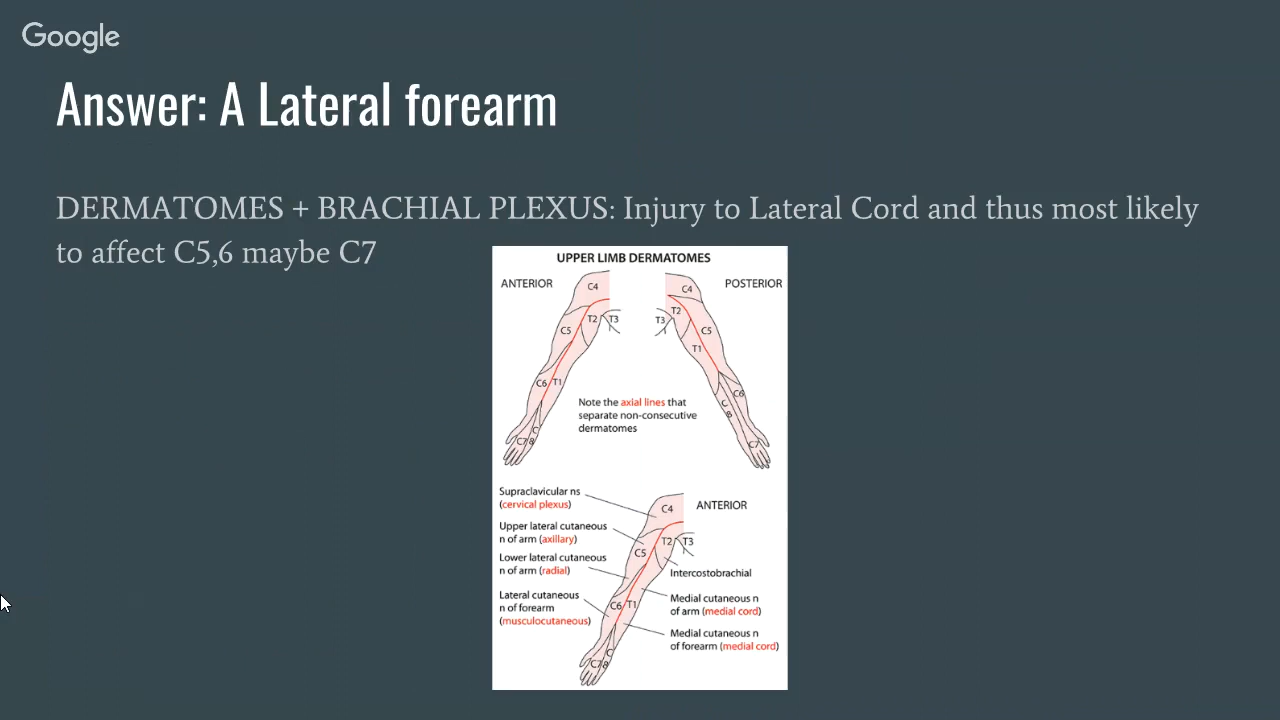 Google
Answer: A Lateral forearm
DERMATOMES + BRACHIAL PLEXUS: Injury to Lateral Cord and thus most likely
to affect C5,6 maybe C7
UPPER LIMB DERMATOMES
ANTERIOR
POSTERIOR
C4
T2
T3
C5
C6
T1
C
C7
8
C4
T2
T3
C5
T1
C6
C
8
C7
Note the axial lines that
separate non-consecutive
dermatomes
Supraclavicular ns
(cervical plexus)
Upper lateral cutaneous
n of arm (axillary)
Lower lateral cutaneous
n of arm (radial)
Lateral cutaneous
n of forearm
(musculocutaneous)
ANTERIOR
C4
T2
T3
C5
C6
T1
C
C7
8
Intercostobrachial
Medial cutaneous n
of arm (medial cord)
Medial cutaneous n
of forearm (medial cord)